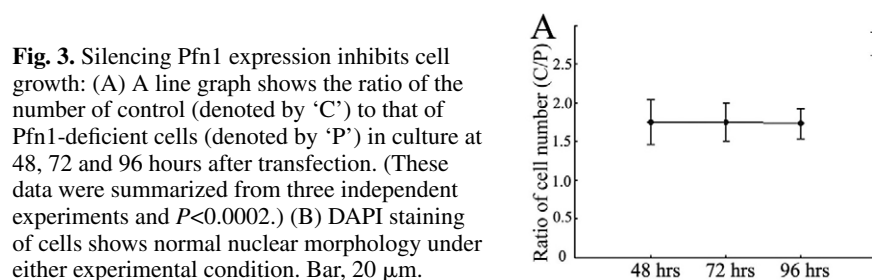 Fig. 3. Silencing Pfn1 expression inhibits cell
growth: (A) A line graph shows the ratio of the
number of control (denoted by ‘C’) to that of
Pfn1-deficient cells (denoted by ‘P’) in culture at
48, 72 and 96 hours after transfection. (These
data were summarized from three independent
experiments and P<0.0002.) (B) DAPI staining
of cells shows normal nuclear morphology under
either experimental condition. Bar, 20 μm.
A
Ratio of cell number (C/P)
2.5
2.0
1.5
1.0
0.5
0
48 hrs 72 hrs 96 hrs